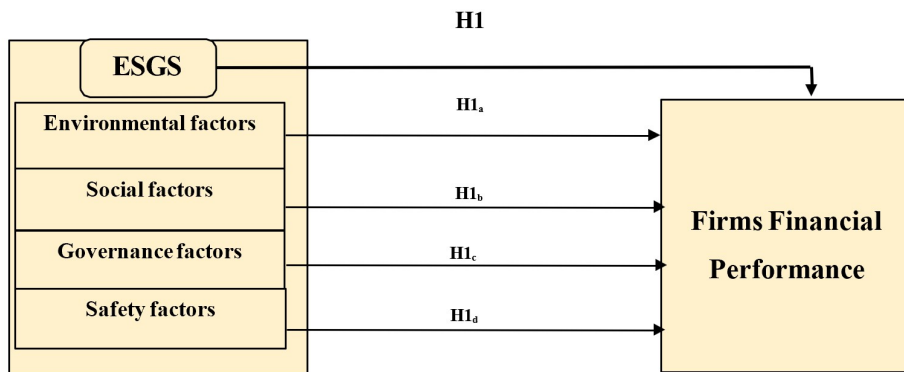 H1
ESGS
Environmental factors
H1a
Social factors
H1b
Governance factors
H1c
Safety factors
H1d
Firms Financial
Performance